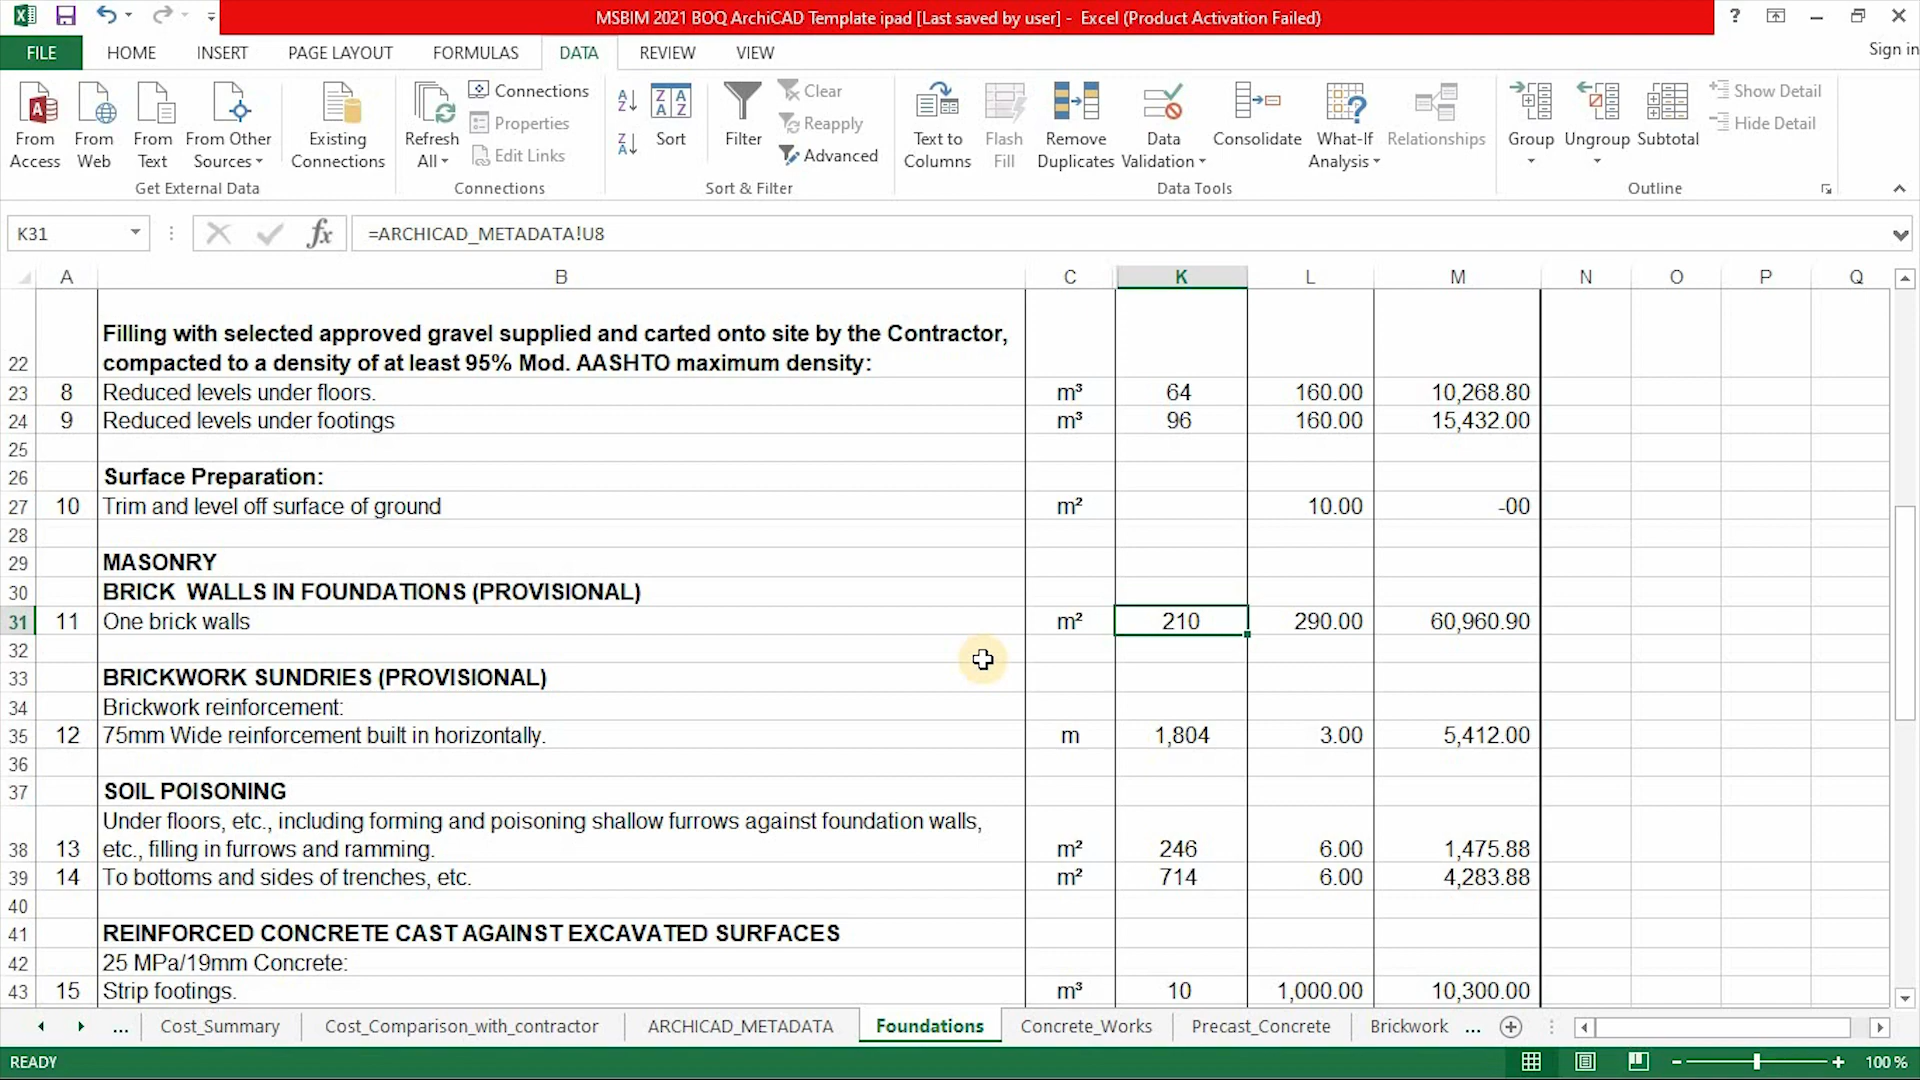 MSBIM 2021 BOQ ArchiCAD Template ipad [Last saved by user] - Excel (Product Activation Failed)
?
FILE HOME INSERT PAGE LAYOUT FORMULAS DATA REVIEW VIEW Sign in
From Access
From Web
From Text
From Other Sources
Existing Connections
Get External Data
Refresh All
Connections
Properties
Edit Links
Connections
Sort
Filter
Clear
Reapply
Advanced
Sort & Filter
Text to Columns
Flash Fill
Remove Duplicates
Data Validation
Consolidate
What-If Analysis
Relationships
Data Tools
Group
Ungroup
Subtotal
Show Detail
Hide Detail
Outline
K31 fx =ARCHICAD_METADATA!U8
A B C K L M N O P Q
Filling with selected approved gravel supplied and carted onto site by the Contractor,
22 compacted to a density of at least 95% Mod. AASHTO maximum density:
23 8 Reduced levels under floors. m³ 64 160.00 10,268.80
24 9 Reduced levels under footings m³ 96 160.00 15,432.00
25
26 Surface Preparation:
27 10 Trim and level off surface of ground m² 10.00 -00
28
29 MASONRY
30 BRICK WALLS IN FOUNDATIONS (PROVISIONAL)
31 11 One brick walls m² 210 290.00 60,960.90
32
33 BRICKWORK SUNDRIES (PROVISIONAL)
34 Brickwork reinforcement:
35 12 75mm Wide reinforcement built in horizontally. m 1,804 3.00 5,412.00
36
37 SOIL POISONING
Under floors, etc., including forming and poisoning shallow furrows against foundation walls,
38 13 etc., filling in furrows and ramming. m² 246 6.00 1,475.88
39 14 To bottoms and sides of trenches, etc. m² 714 6.00 4,283.88
40
41 REINFORCED CONCRETE CAST AGAINST EXCAVATED SURFACES
42 25 MPa/19mm Concrete:
43 15 Strip footings. m³ 10 1,000.00 10,300.00
... Cost_Summary Cost_Comparison_with_contractor ARCHICAD_METADATA Foundations Concrete_Works Precast_Concrete Brickwork ...
READY 100 %